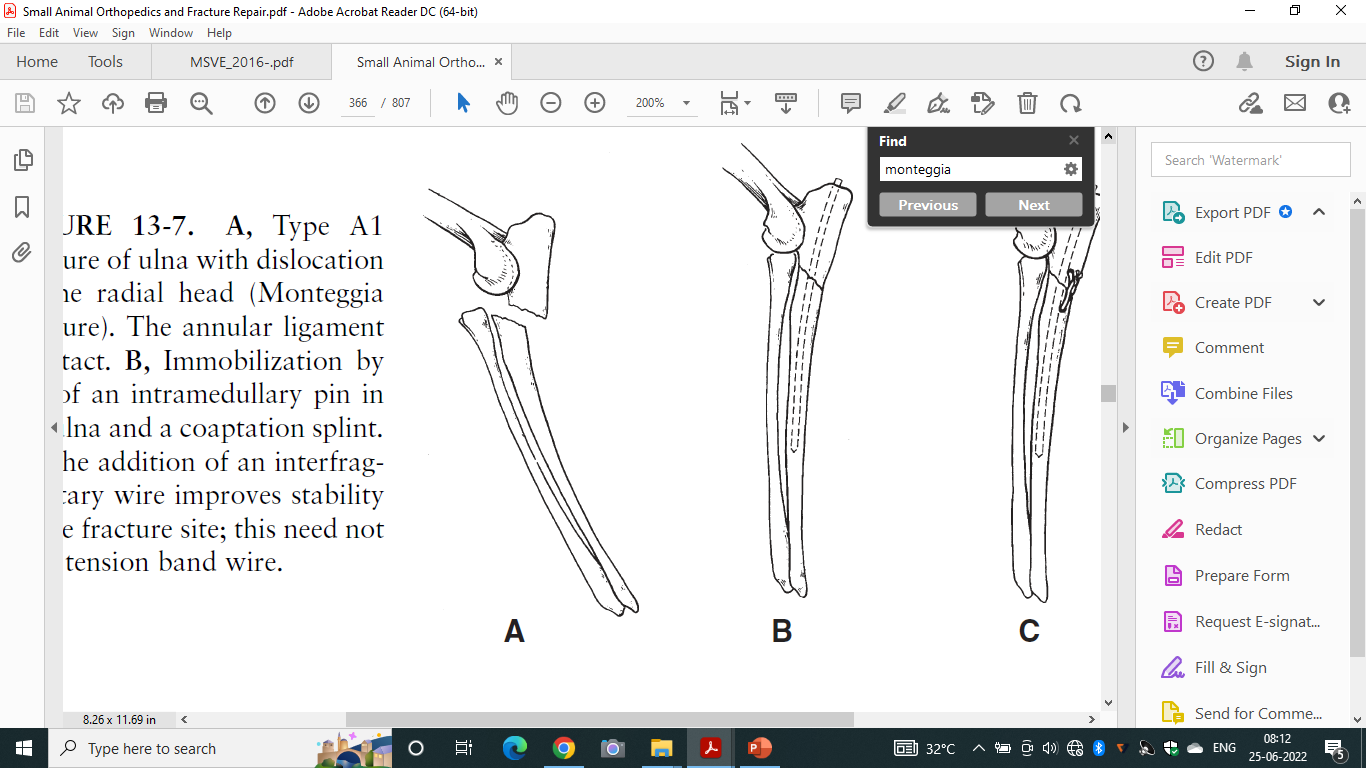 Small Animal Orthopedics and Fracture Repair.pdf - Adobe Acrobat Reader DC (64-bit)
File Edit View Sign Window Help
Home Tools MSVE_2016-.pdf Small Animal Ortho... ×
? Sign In
366 / 807 200%
Find
monteggia
Previous Next
URE 13-7. A, Type A1
ure of ulna with dislocation
he radial head (Monteggia
ure). The annular ligament
tact. B, Immobilization by
of an intramedullary pin in
ulna and a coaptation splint.
he addition of an interfrag-
tary wire improves stability
e fracture site; this need not
tension band wire.
A B C
8.26 x 11.69 in
Search 'Watermark'
Export PDF
Edit PDF
Create PDF
Comment
Combine Files
Organize Pages
Compress PDF
Redact
Prepare Form
Request E-signat...
Fill & Sign
Send for Comme...
Type here to search
32°C ENG 08:12
25-06-2022 5